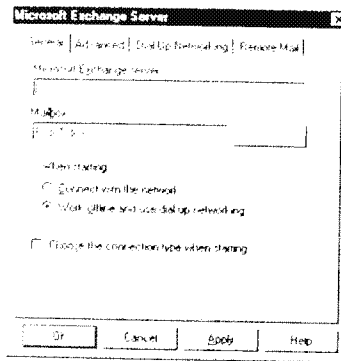 Microsoft Exchange Server
General Advanced Dial-Up Networking Remote Mail
Microsoft Exchange server
Mailbox
When starting
Connect with the network
Work offline and use dial-up networking
Choose the connection type when starting
Cancel Apply Help